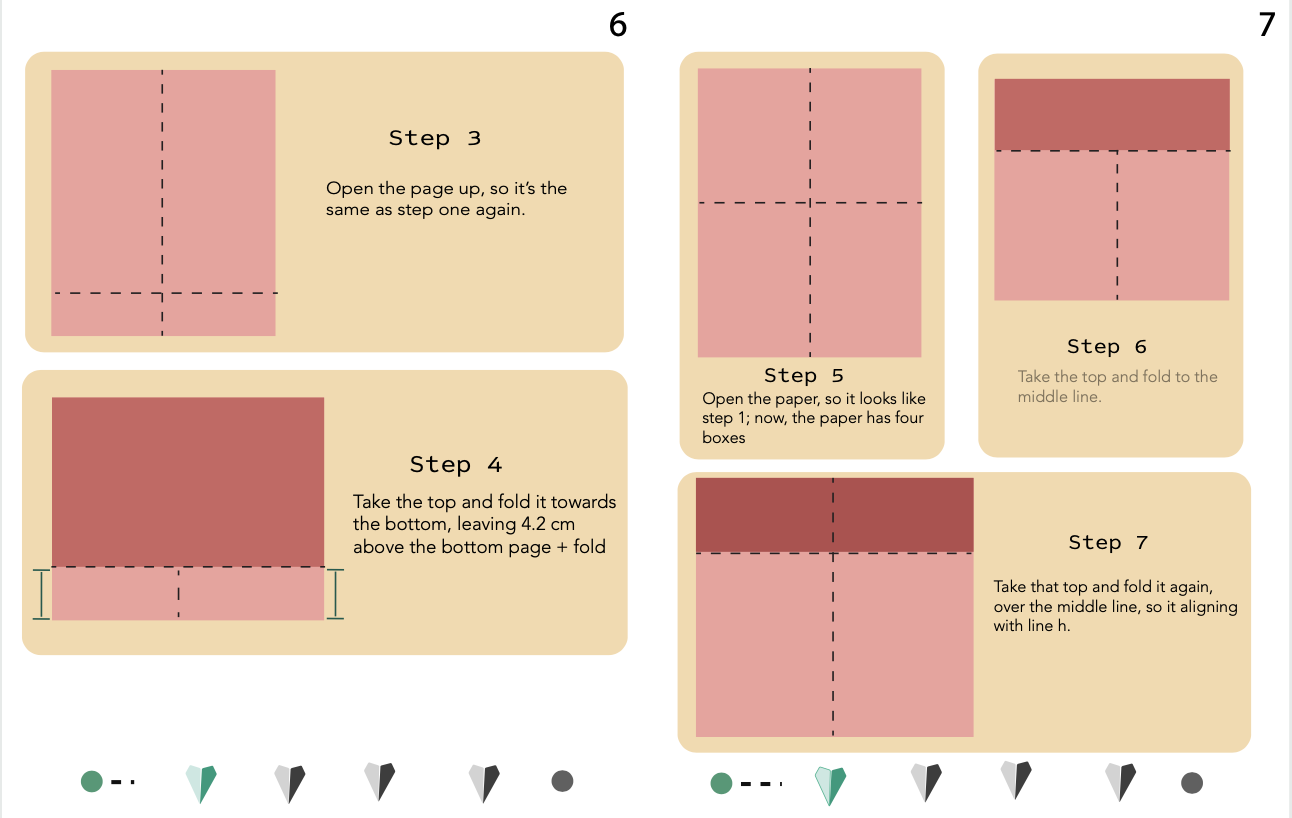 6
Step 3
Open the page up, so it's the
same as step one again.
Step 4
Take the top and fold it towards
the bottom, leaving 4.2 cm
above the bottom page + fold
7
Step 5
Open the paper, so it looks like
step 1; now, the paper has four
boxes
Step 6
Take the top and fold to the
middle line.
Step 7
Take that top and fold it again,
over the middle line, so it aligning
with line h.